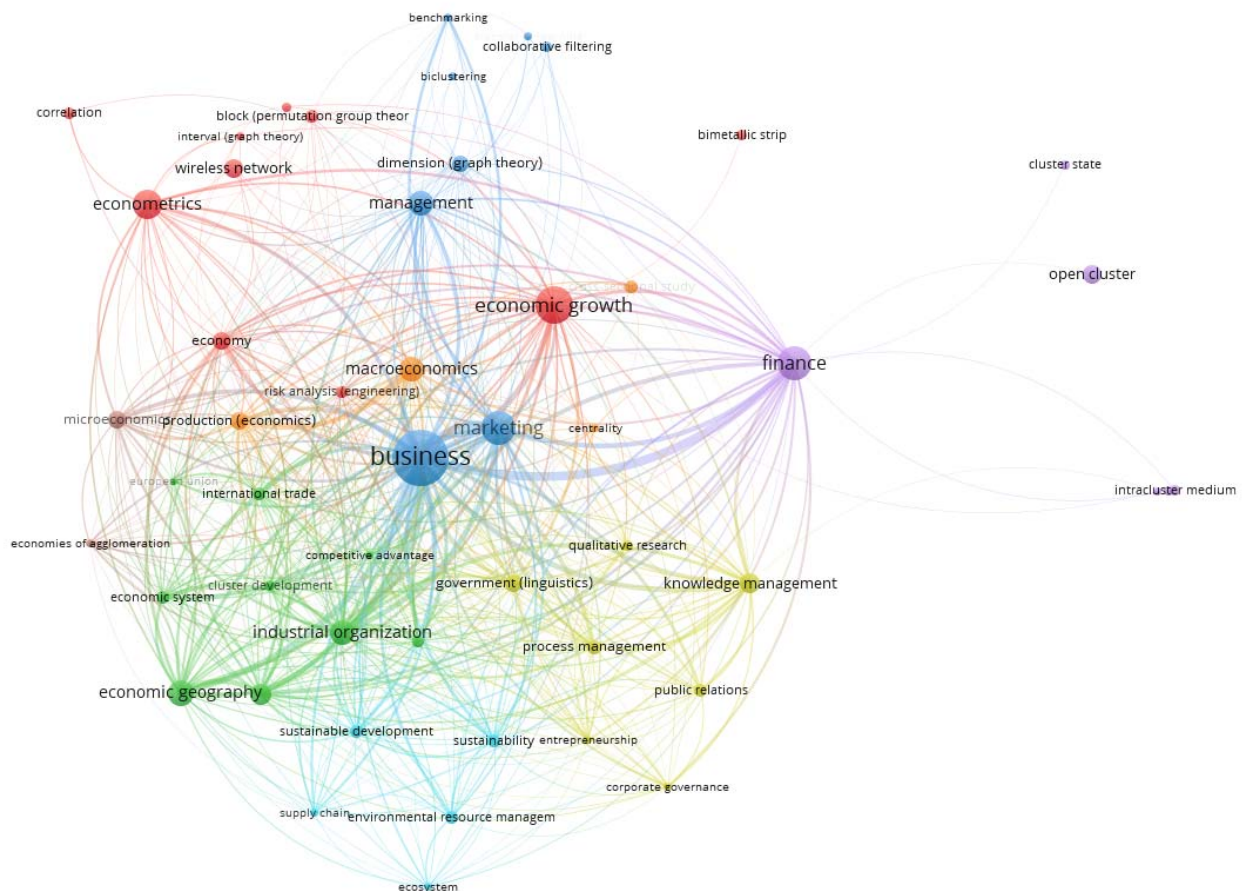 benchmarking
collaborative filtering
biclustering
correlation
block (permutation group theor
interval (graph theory)
bimetallic strip
dimension (graph theory)
cluster state
wireless network
econometrics
management
open cluster
economic growth
economy
finance
macroeconomics
risk analysis (engineering)
microeconomics
production (economics)
marketing
centrality
business
european union
international trade
intracluster medium
economies of agglomeration
qualitative research
competitive advantage
cluster development
government (linguistics)
knowledge management
economic system
industrial organization
process management
economic geography
public relations
sustainable development
sustainability
entrepreneurship
corporate governance
supply chain
environmental resource managem
ecosystem